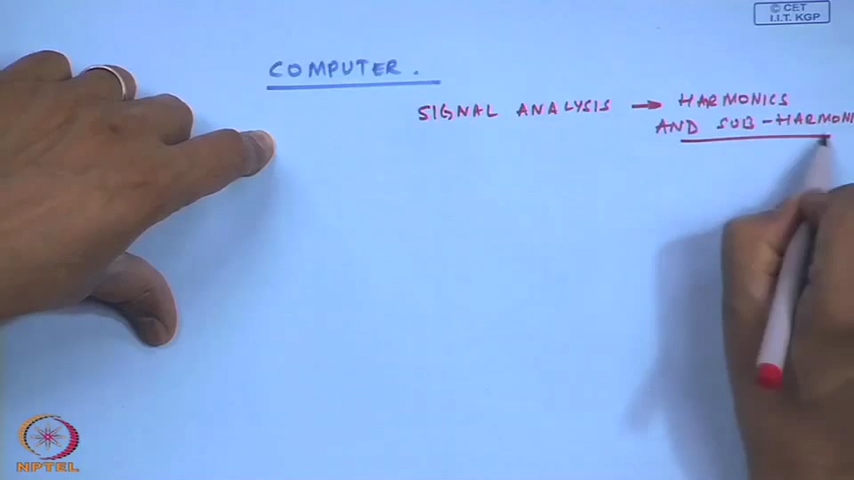 © CET
I.I.T. KGP
COMPUTER.
SIGNAL ANALYSIS → HARMONICS
AND SUB-HARMONI
NPTEL